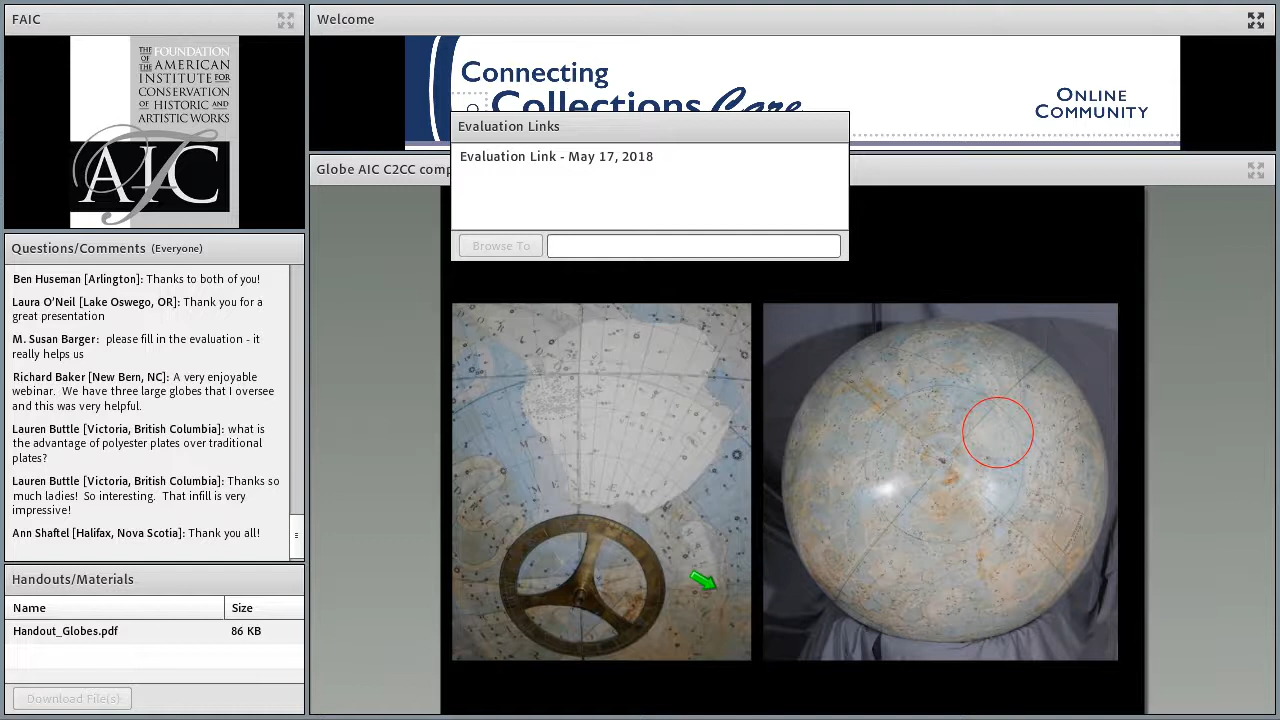 FAIC
THE FOUNDATION
OF THE AMERICAN
INSTITUTE FOR
CONSERVATION
OF HISTORIC AND
ARTISTIC WORKS
AIC
Questions/Comments (Everyone)
Ben Huseman [Arlington]: Thanks to both of you!
Laura O'Neil [Lake Oswego, OR]: Thank you for a
great presentation
M. Susan Barger: please fill in the evaluation - it
really helps us
Richard Baker [New Bern, NC]: A very enjoyable
webinar. We have three large globes that I oversee
and this was very helpful.
Lauren Buttle [Victoria, British Columbia]: what is
the advantage of polyester plates over traditional
plates?
Lauren Buttle [Victoria, British Columbia]: Thanks so
much ladies! So interesting. That infill is very
impressive!
Ann Shaftel [Halifax, Nova Scotia]: Thank you all!
Handouts/Materials
Name Size
Handout_Globes.pdf 86 KB
Download File(s)
Welcome
Connecting
Collections Care
ONLINE
COMMUNITY
Evaluation Links
Evaluation Link - May 17, 2018
Browse To
Globe AIC C2CC comp